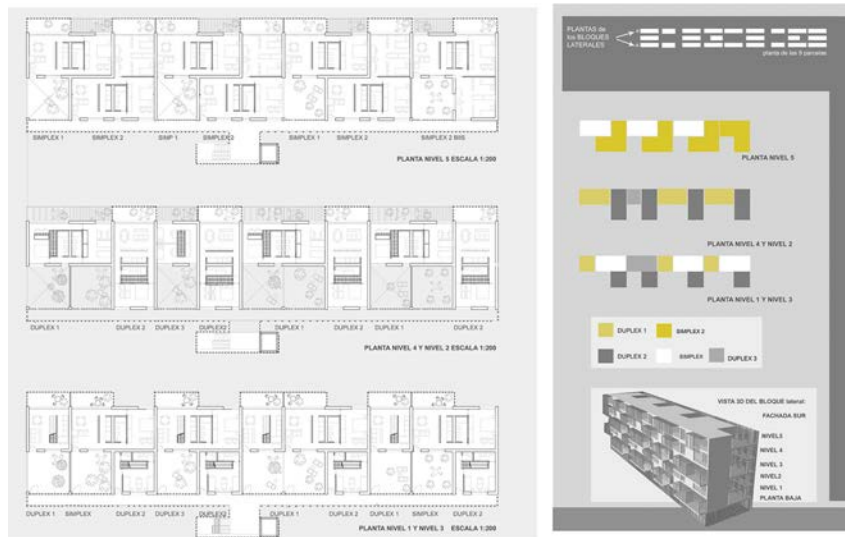 SIMPLEX 1 SIMPLEX 2 SIMP 1 SIMPLEX 2 SIMPLEX 1 SIMPLEX 2 SIMPLEX 2 BIIS
PLANTA NIVEL 5 ESCALA 1:200
DUPLEX 1 DUPLEX 2 DUPLEX 3 DUPLEX2 DUPLEX 1 DUPLEX 2 DUPLEX 1 DUPLEX 2
PLANTA NIVEL 4 Y NIVEL 2 ESCALA 1:200
DUPLEX 1 SIMPLEX DUPLEX 2 DUPLEX 3 DUPLEX2 DUPLEX 1 DUPLEX 2 DUPLEX 1 SIMPLEX DUPLEX 2
PLANTA NIVEL 1 Y NIVEL 3 ESCALA 1:200
PLANTAS de
los BLOQUES
LATERALES
planta de las 9 parcelas
PLANTA NIVEL 5
PLANTA NIVEL 4 Y NIVEL 2
PLANTA NIVEL 1 Y NIVEL 3
DUPLEX 1 SIMPLEX 2
DUPLEX 2 SIMPLEX DUPLEX 3
VISTA 3D DEL BLOQUE lateral:
FACHADA SUR
NIVEL5
NIVEL 4
NIVEL 3
NIVEL2
NIVEL 1
PLANTA BAJA